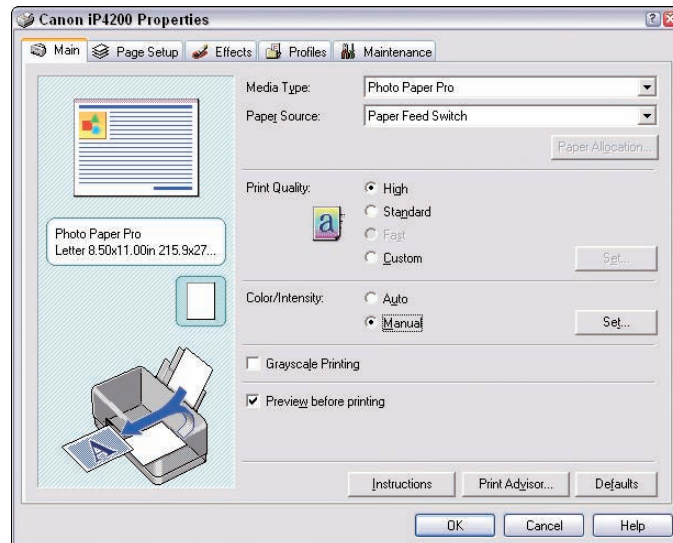 Canon iP4200 Properties
Main Page Setup Effects Profiles Maintenance
Media Type: Photo Paper Pro
Paper Source: Paper Feed Switch
Paper Allocation...
Print Quality: High
Standard
Fast
Custom Set...
a
Photo Paper Pro
Letter 8.50x11.00in 215.9x27...
Color/Intensity: Auto
Manual Set...
Grayscale Printing
Preview before printing
A
Instructions Print Advisor... Defaults
OK Cancel Help